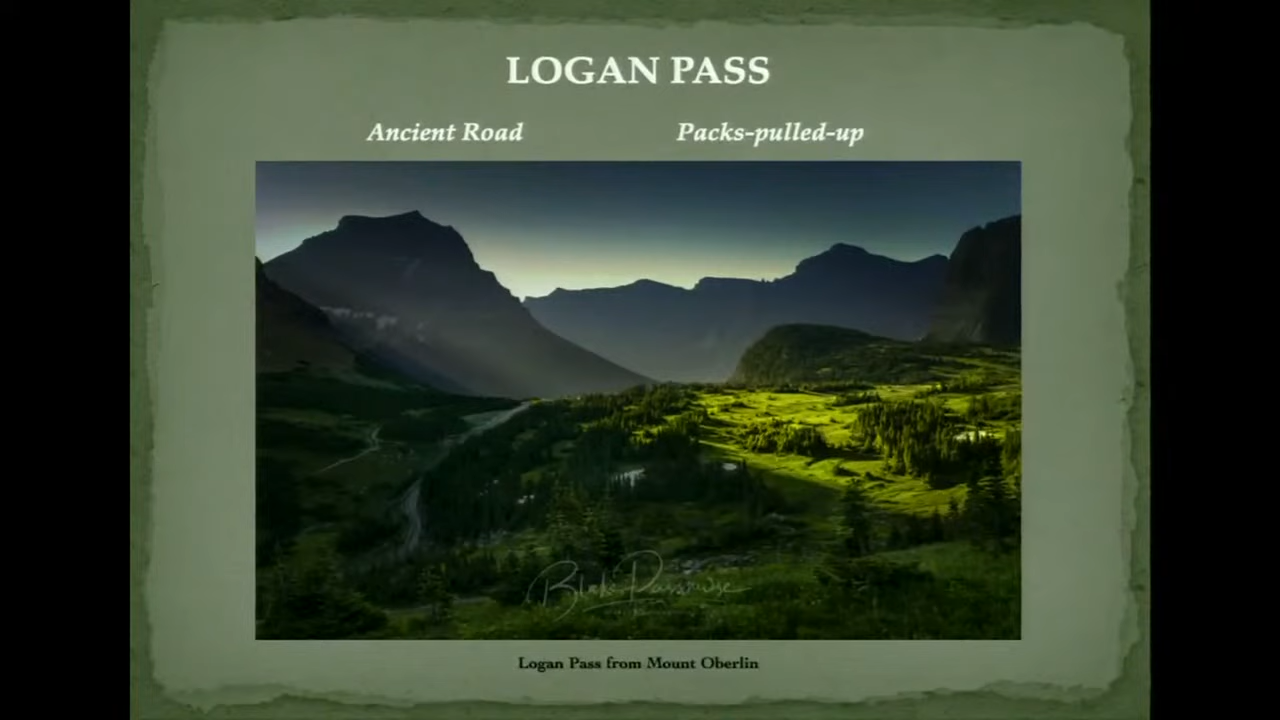 LOGAN PASS
Ancient Road Packs-pulled-up
Logan Pass from Mount Oberlin